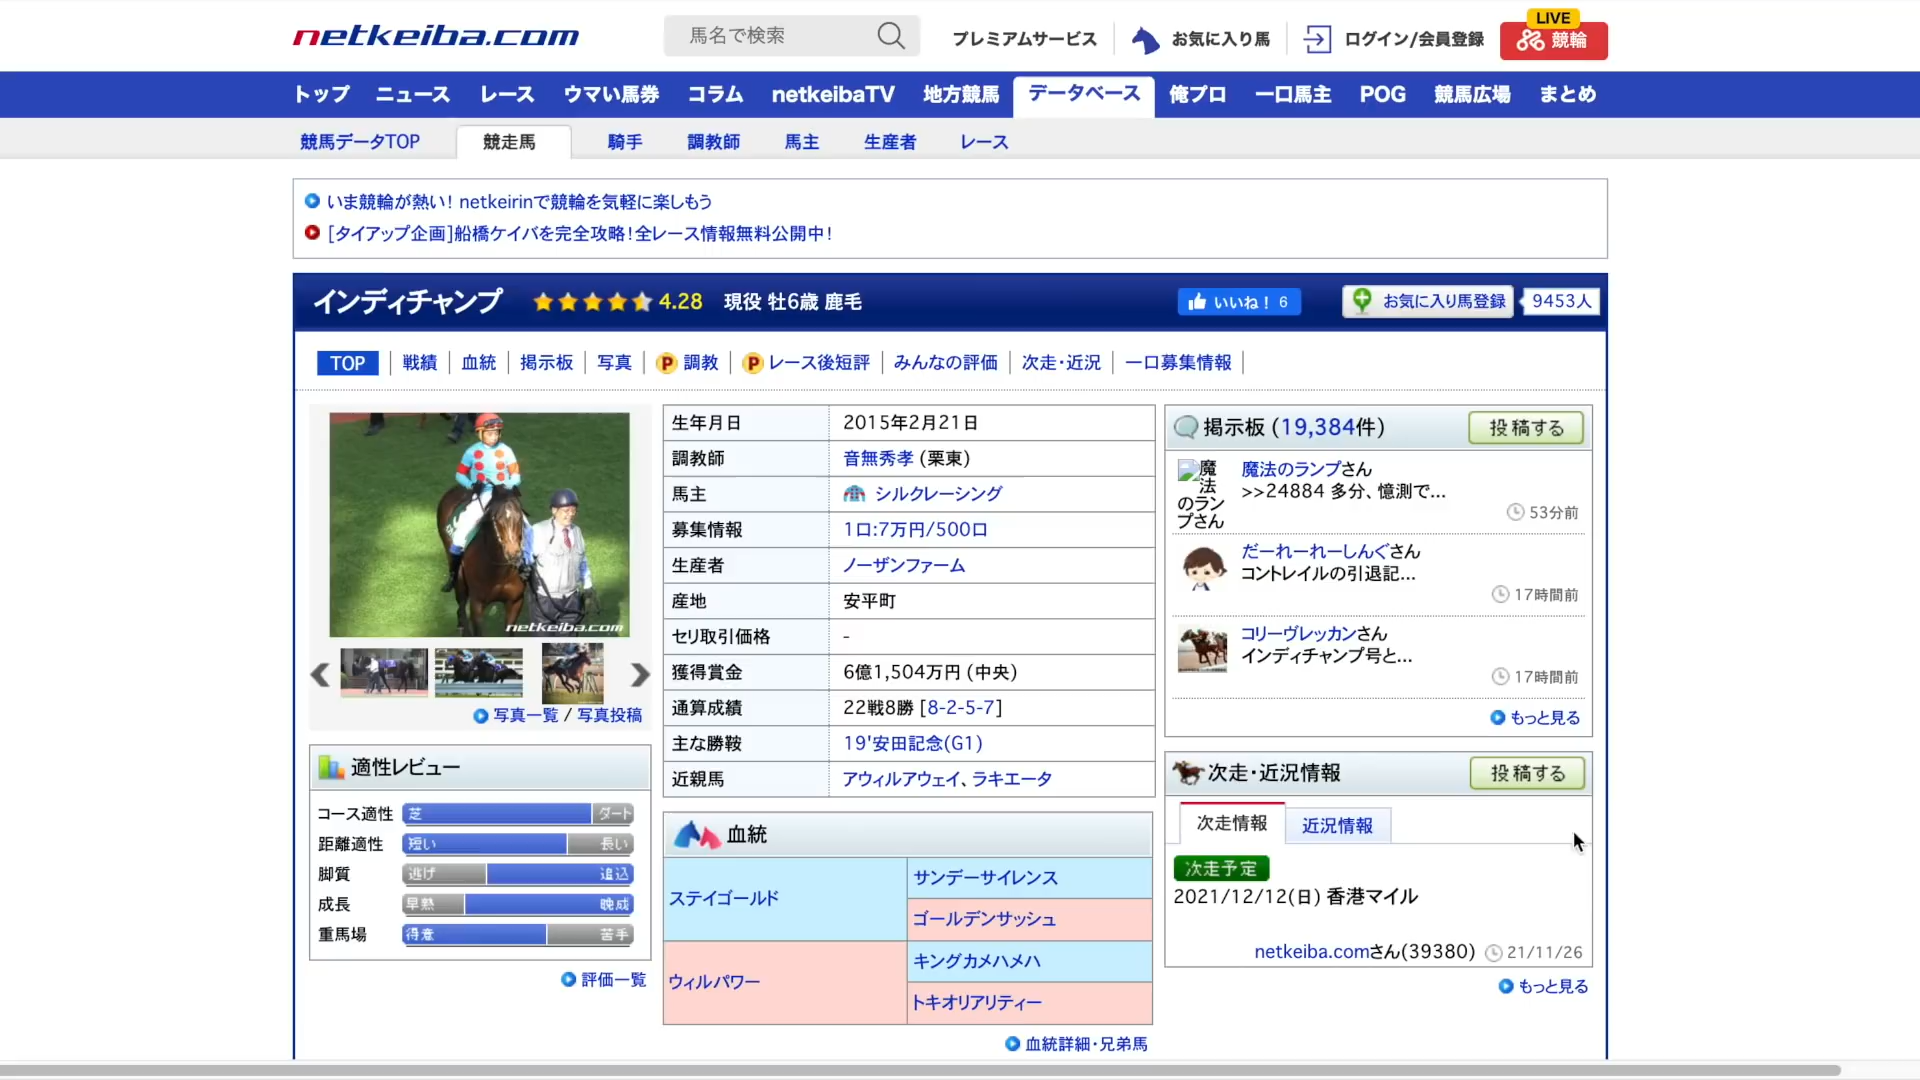 netkeiba.com
馬名で検索
プレミアムサービス
お気に入り馬
ログイン/会員登録
LIVE
競輪
トップ ニュース レース ウマい馬券 コラム netkeibaTV 地方競馬 データベース 俺プロ 一口馬主 POG 競馬広場 まとめ
競馬データTOP 競走馬 騎手 調教師 馬主 生産者 レース
いま競輪が熱い! netkeirinで競輪を気軽に楽しもう
[タイアップ企画]船橋ケイバを完全攻略!全レース情報無料公開中!
インディチャンプ 4.28 現役 牡6歳 鹿毛
いいね! 6
お気に入り馬登録 9453人
TOP 戦績 血統 掲示板 写真 P 調教 P レース後短評 みんなの評価 次走・近況 一口募集情報
netkeiba.com
写真一覧 / 写真投稿
適性レビュー
コース適性 芝 ダート
距離適性 短い 長い
脚質 逃げ 追込
成長 早熟 晩成
重馬場 得意 苦手
評価一覧
生年月日 2015年2月21日
調教師 音無秀孝 (栗東)
馬主 シルクレーシング
募集情報 1口:7万円/500口
生産者 ノーザンファーム
産地 安平町
セリ取引価格 -
獲得賞金 6億1,504万円 (中央)
通算成績 22戦8勝 [8-2-5-7]
主な勝鞍 19'安田記念(G1)
近親馬 アウィルアウェイ、ラキエータ
血統
ステイゴールド
サンデーサイレンス
ゴールデンサッシュ
ウィルパワー
キングカメハメハ
トキオリアリティー
血統詳細・兄弟馬
掲示板 (19,384件) 投稿する
魔法のランプさん
魔法のランプさん
>>24884 多分、憶測で...
53分前
だーれーれーしんぐさん
コントレイルの引退記...
17時間前
コリーヴレッカンさん
インディチャンプ号と...
17時間前
もっと見る
次走・近況情報 投稿する
次走情報 近況情報
次走予定
2021/12/12(日) 香港マイル
netkeiba.comさん(39380) 21/11/26
もっと見る